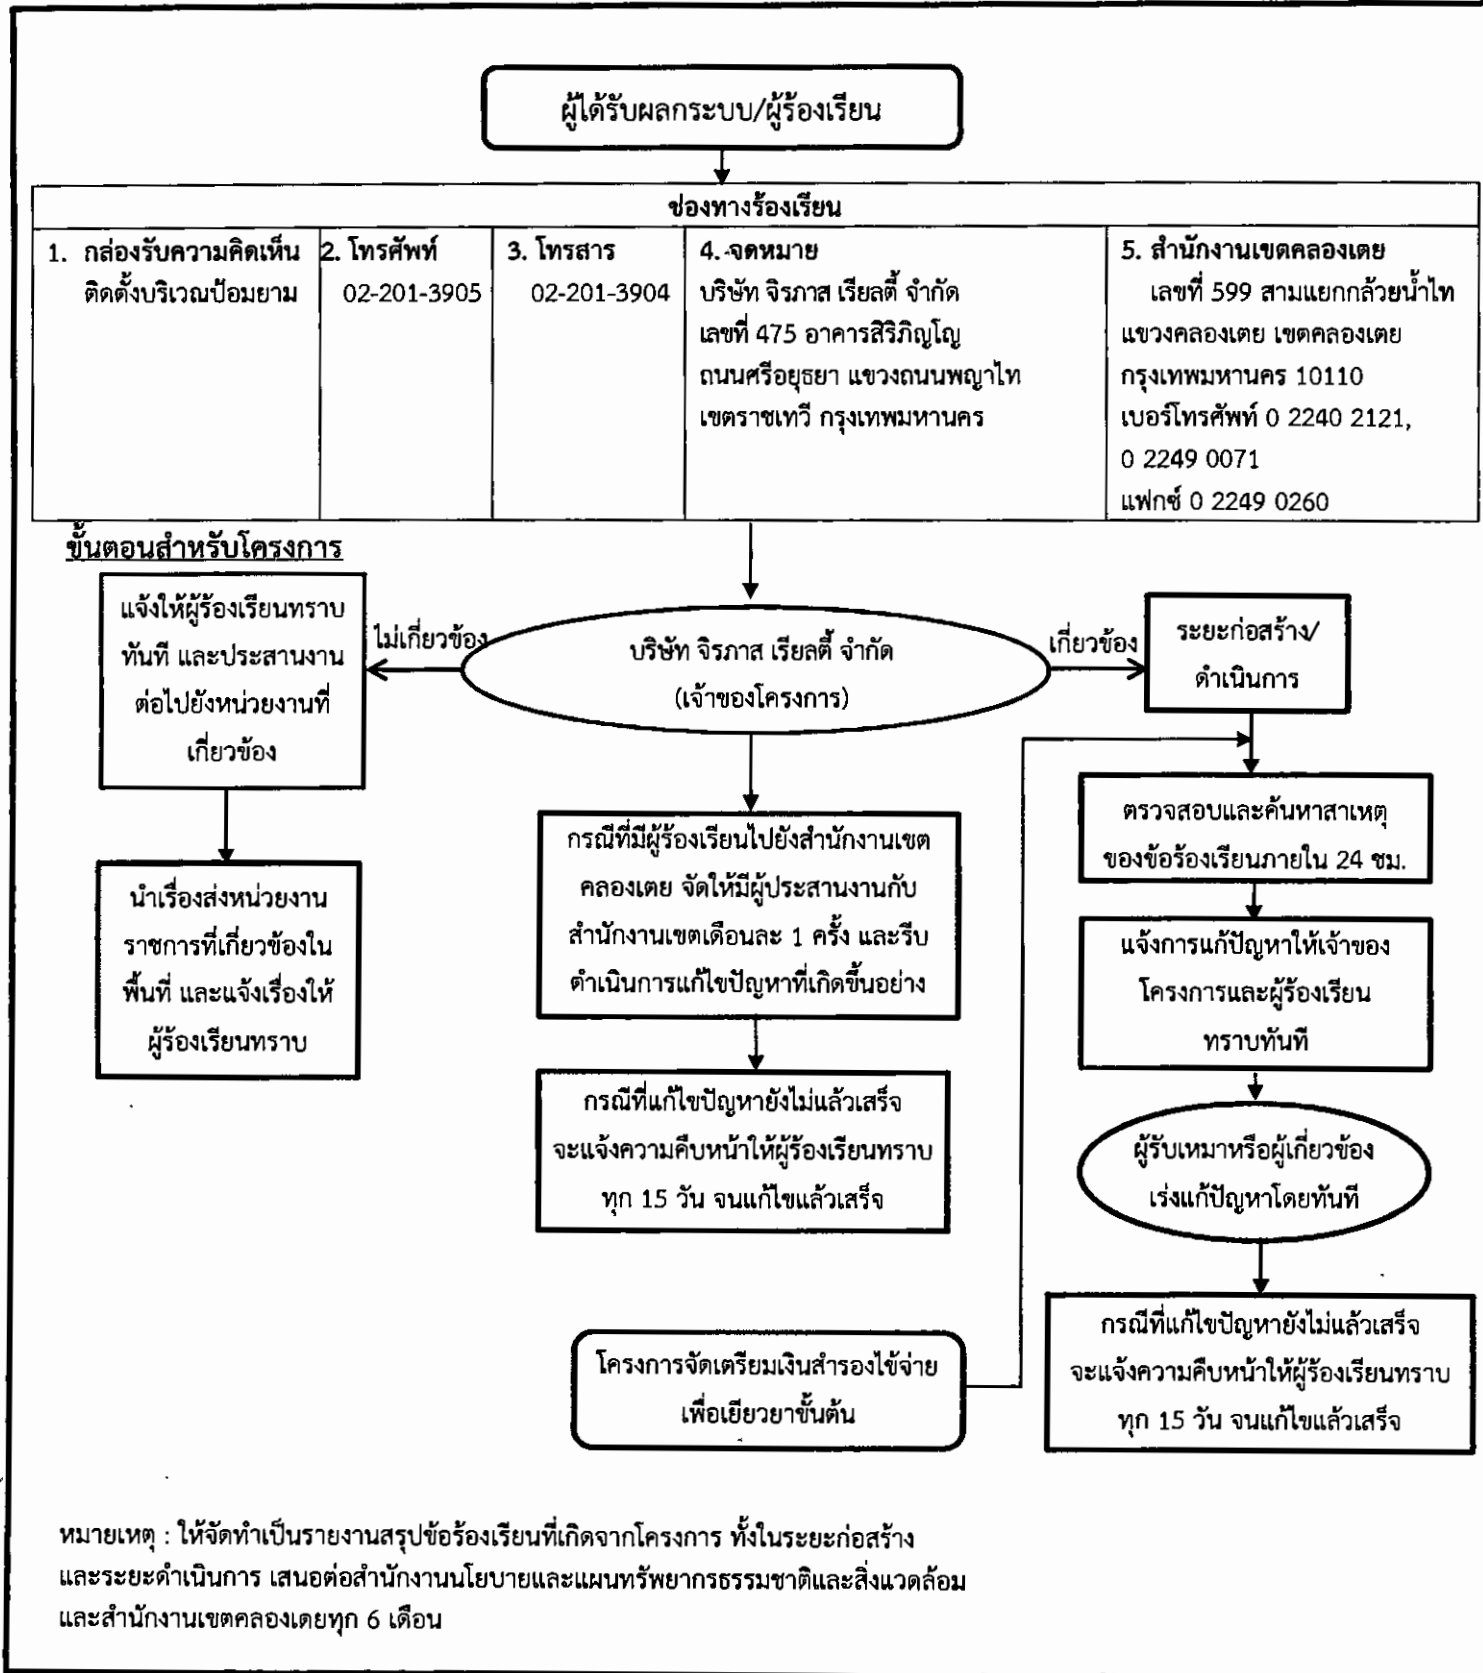 ผู้ได้รับผลกระบบ/ผู้ร้องเรียน
ช่องทางร้องเรียน
1. กล่องรับความคิดเห็น
ติดตั้งบริเวณป้อมยาม
2. โทรศัพท์
02-201-3905
3. โทรสาร
02-201-3904
4. จดหมาย
บริษัท จิรภาส เรียลตี้ จำกัด
เลขที่ 475 อาคารสิริภิญโญ
ถนนศรีอยุธยา แขวงถนนพญาไท
เขตราชเทวี กรุงเทพมหานคร
5. สำนักงานเขตคลองเตย
เลขที่ 599 สามแยกกล้วยน้ำไท
แขวงคลองเตย เขตคลองเตย
กรุงเทพมหานคร 10110
เบอร์โทรศัพท์ 0 2240 2121,
0 2249 0071
แฟกซ์ 0 2249 0260
ขั้นตอนสำหรับโครงการ
แจ้งให้ผู้ร้องเรียนทราบ
ทันที และประสานงาน
ต่อไปยังหน่วยงานที่
เกี่ยวข้อง
ไม่เกี่ยวข้อง
บริษัท จิรภาส เรียลตี้ จำกัด
(เจ้าของโครงการ)
เกี่ยวข้อง
ระยะก่อสร้าง/
ดำเนินการ
นำเรื่องส่งหน่วยงาน
ราชการที่เกี่ยวข้องใน
พื้นที่ และแจ้งเรื่องให้
ผู้ร้องเรียนทราบ
กรณีที่มีผู้ร้องเรียนไปยังสำนักงานเขต
คลองเตย จัดให้มีผู้ประสานงานกับ
สำนักงานเขตเดือนละ 1 ครั้ง และรีบ
ดำเนินการแก้ไขปัญหาที่เกิดขึ้นอย่าง
กรณีที่แก้ไขปัญหายังไม่แล้วเสร็จ
จะแจ้งความคืบหน้าให้ผู้ร้องเรียนทราบ
ทุก 15 วัน จนแก้ไขแล้วเสร็จ
ตรวจสอบและค้นหาสาเหตุ
ของข้อร้องเรียนภายใน 24 ชม.
แจ้งการแก้ปัญหาให้เจ้าของ
โครงการและผู้ร้องเรียน
ทราบทันที
ผู้รับเหมาหรือผู้เกี่ยวข้อง
เร่งแก้ปัญหาโดยทันที
กรณีที่แก้ไขปัญหายังไม่แล้วเสร็จ
จะแจ้งความคืบหน้าให้ผู้ร้องเรียนทราบ
ทุก 15 วัน จนแก้ไขแล้วเสร็จ
โครงการจัดเตรียมเงินสำรองไข้จ่าย
เพื่อเยียวยาขั้นต้น
หมายเหตุ : ให้จัดทำเป็นรายงานสรุปข้อร้องเรียนที่เกิดจากโครงการ ทั้งในระยะก่อสร้าง
และระยะดำเนินการ เสนอต่อสำนักงานนโยบายและแผนทรัพยากรธรรมชาติและสิ่งแวดล้อม
และสำนักงานเขตคลองเตยทุก 6 เดือน